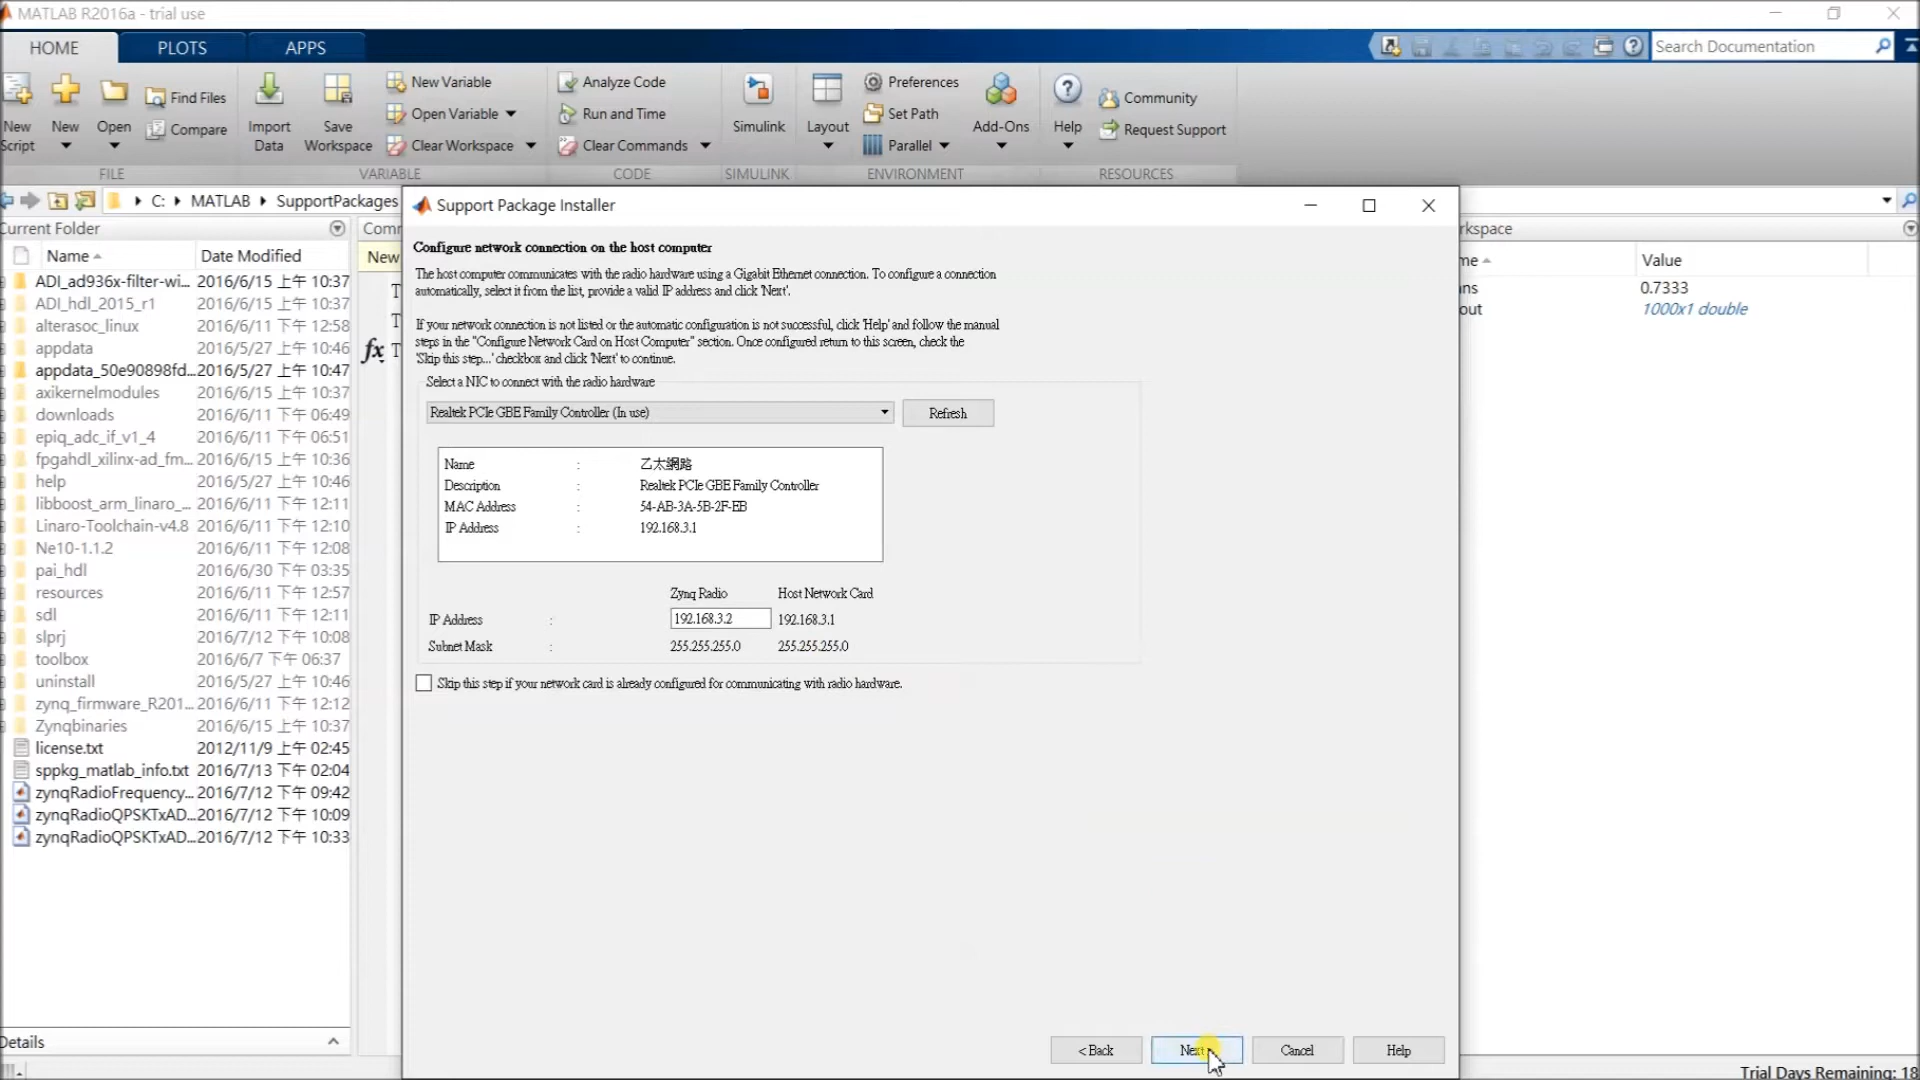 MATLAB R2016a - trial use
HOME PLOTS APPS
Search Documentation
New Script
New
Open
Find Files
Compare
FILE
Import Data
Save Workspace
New Variable
Open Variable
Clear Workspace
VARIABLE
Analyze Code
Run and Time
Clear Commands
CODE
Simulink
SIMULINK
Layout
Preferences
Set Path
Parallel
ENVIRONMENT
Add-Ons
Help
Community
Request Support
RESOURCES
C: MATLAB SupportPackages
Current Folder
Name Date Modified
ADI_ad936x-filter-wi... 2016/6/15 上午 10:37
ADI_hdl_2015_r1 2016/6/15 上午 10:37
alterasoc_linux 2016/6/11 下午 12:58
appdata 2016/5/27 上午 10:46
appdata_50e90898fd... 2016/5/27 上午 10:47
axikernelmodules 2016/6/15 上午 10:37
downloads 2016/6/11 下午 06:49
epiq_adc_if_v1_4 2016/6/11 下午 06:51
fpgahdl_xilinx-ad_fm... 2016/6/15 上午 10:36
help 2016/5/27 上午 10:46
libboost_arm_linaro_... 2016/6/11 下午 12:11
Linaro-Toolchain-v4.8 2016/6/11 下午 12:10
Ne10-1.1.2 2016/6/11 下午 12:08
pai_hdl 2016/6/30 下午 03:35
resources 2016/6/11 下午 12:57
sdl 2016/6/11 下午 12:11
slprj 2016/7/12 下午 10:08
toolbox 2016/6/7 下午 06:37
uninstall 2016/5/27 上午 10:46
zynq_firmware_R201... 2016/6/11 下午 12:12
Zynqbinaries 2016/6/15 上午 10:37
license.txt 2012/11/9 上午 02:45
sppkg_matlab_info.txt 2016/7/13 下午 02:04
zynqRadioFrequency... 2016/7/12 下午 09:42
zynqRadioQPSKTxAD... 2016/7/12 下午 10:09
zynqRadioQPSKTxAD... 2016/7/12 下午 10:33
Details
Comm
New
T
T
fx T
Support Package Installer
Configure network connection on the host computer
The host computer communicates with the radio hardware using a Gigabit Ethernet connection. To configure a connection
automatically, select it from the list, provide a valid IP address and click 'Next'.
If your network connection is not listed or the automatic configuration is not successful, click 'Help' and follow the manual
steps in the "Configure Network Card on Host Computer" section. Once configured return to this screen, check the
'Skip this step...' checkbox and click 'Next' to continue.
Select a NIC to connect with the radio hardware
Realtek PCIe GBE Family Controller (In use) Refresh
Name : 乙太網路
Description : Realtek PCIe GBE Family Controller
MAC Address : 54-AB-3A-5B-2F-EB
IP Address : 192.168.3.1
Zynq Radio Host Network Card
IP Address : 192.168.3.2 192.168.3.1
Subnet Mask : 255.255.255.0 255.255.255.0
Skip this step if your network card is already configured for communicating with radio hardware.
< Back Next > Cancel Help
rkspace
me Value
ans 0.7333
out 1000x1 double
Trial Days Remaining: 18